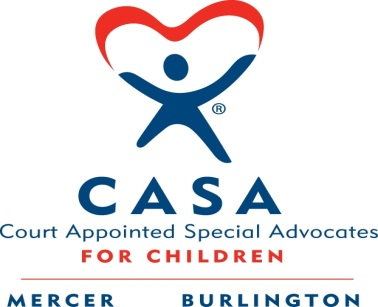 ®
CASA
Court Appointed Special Advocates
FOR CHILDREN
MERCER BURLINGTON